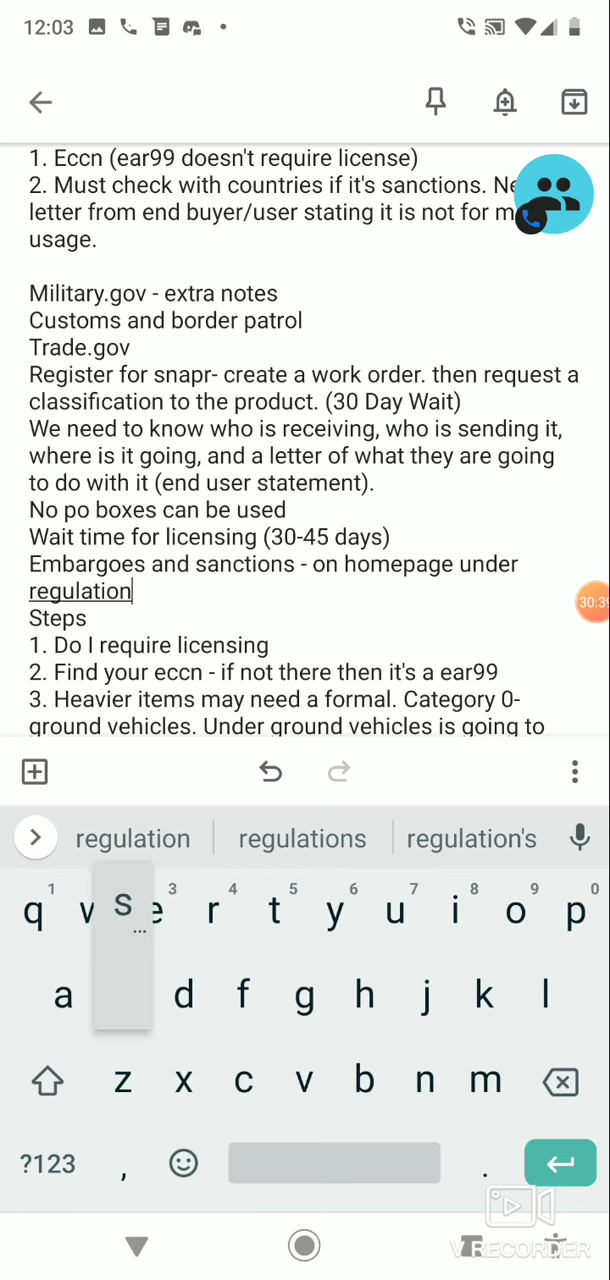 12:03
1. Eccn (ear99 doesn't require license)
2. Must check with countries if it's sanctions.
letter from end buyer/user stating it is not for
usage.
Military.gov - extra notes
Customs and border patrol
Trade.gov
Register for snapr- create a work order. then request a
classification to the product. (30 Day Wait)
We need to know who is receiving, who is sending it,
where is it going, and a letter of what they are going
to do with it (end user statement).
No po boxes can be used
Wait time for licensing (30-45 days)
Embargoes and sanctions - on homepage under
regulation
30:39
Steps
1. Do I require licensing
2. Find your eccn - if not there then it's a ear99
3. Heavier items may need a formal. Category 0-
ground vehicles. Under ground vehicles is going to
regulation regulations regulation's
1 3 4 5 6 7 8 9 0
q w s e r t y u i o p
...
a d f g h j k l
z x c v b n m
?123 , .
VRECORDER